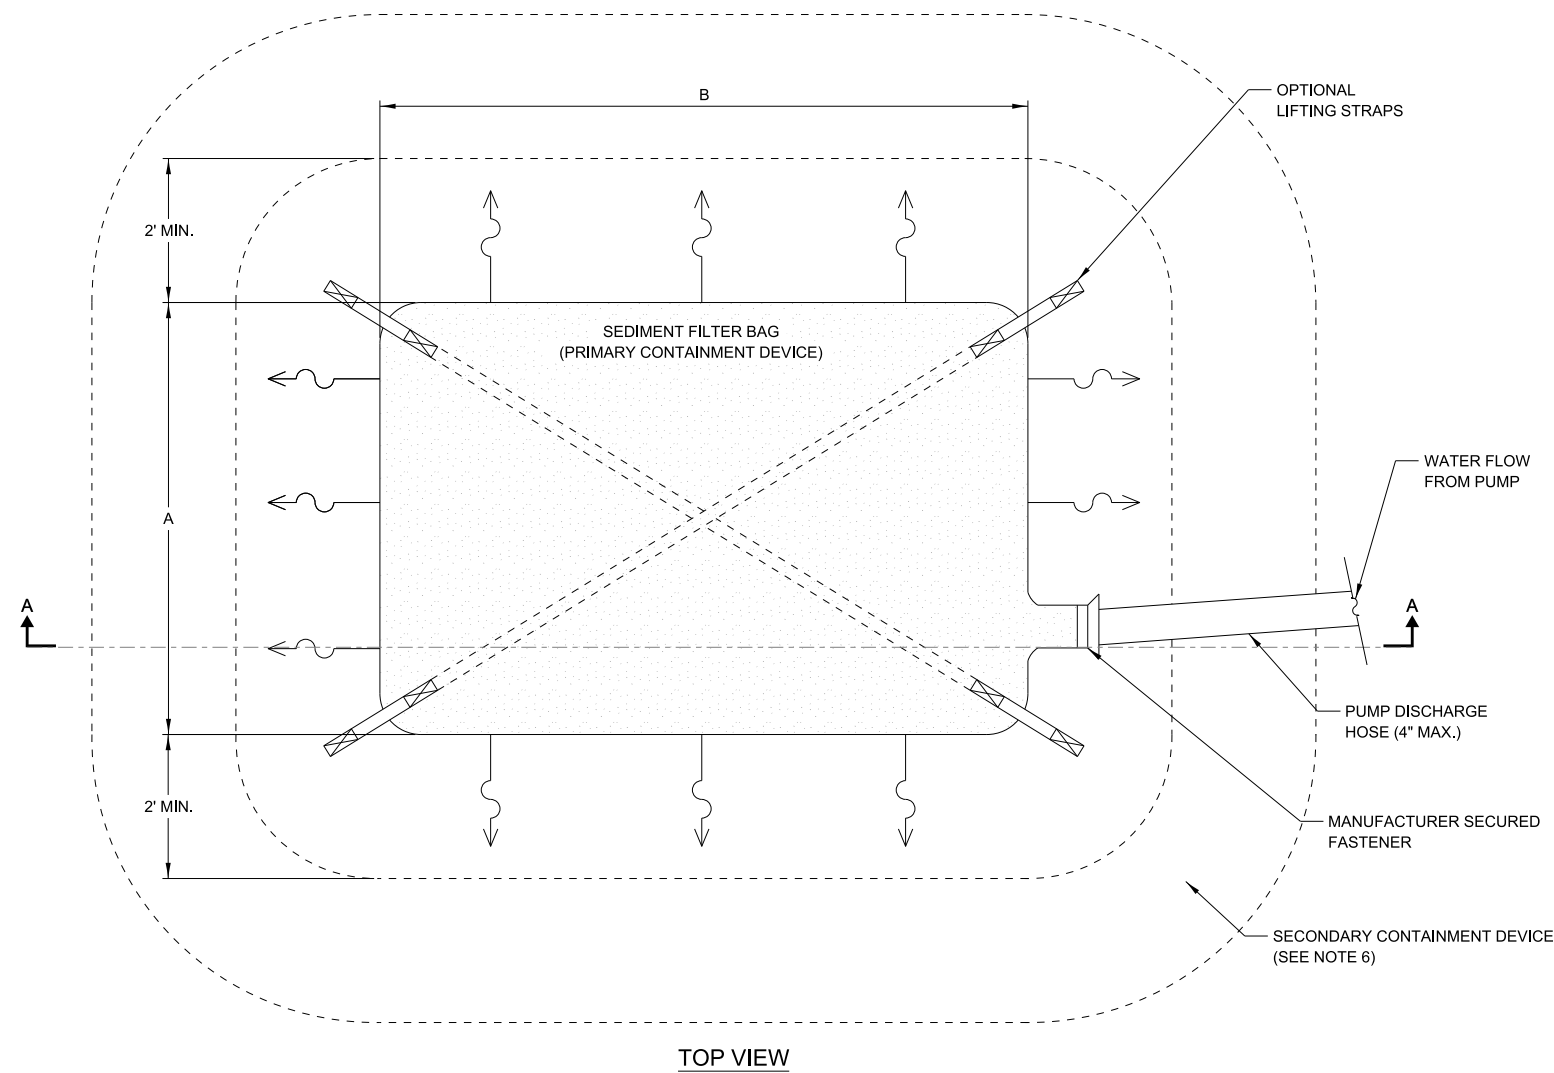 B
OPTIONAL
LIFTING STRAPS
2' MIN.
SEDIMENT FILTER BAG
(PRIMARY CONTAINMENT DEVICE)
WATER FLOW
FROM PUMP
A
A
A
PUMP DISCHARGE
HOSE (4" MAX.)
2' MIN.
MANUFACTURER SECURED
FASTENER
SECONDARY CONTAINMENT DEVICE
(SEE NOTE 6)
TOP VIEW